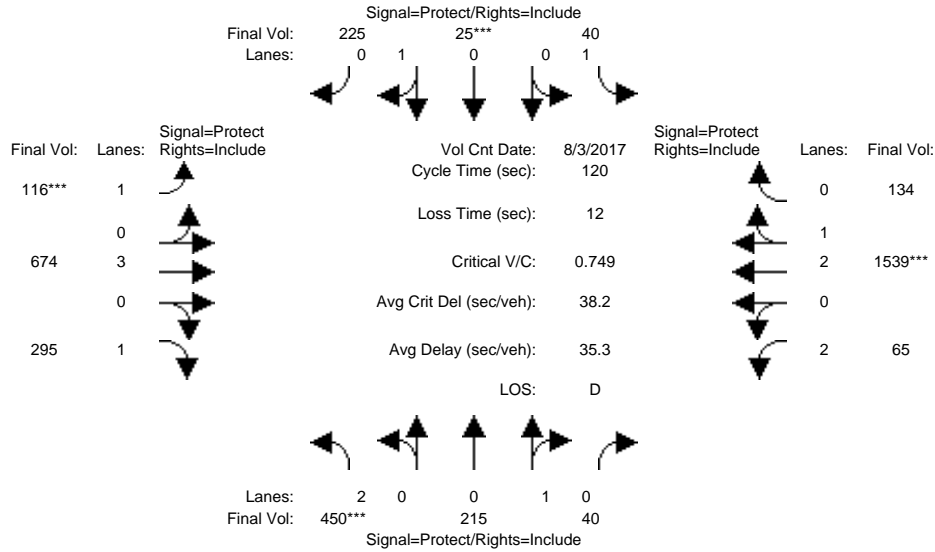 Signal=Protect/Rights=Include
Final Vol: 225 25*** 40
Lanes: 0 1 0 0 1
Signal=Protect Signal=Protect
Final Vol: Lanes: Rights=Include Vol Cnt Date: 8/3/2017 Rights=Include Lanes: Final Vol:
Cycle Time (sec): 120
116*** 1 0 134
Loss Time (sec): 12
0 1
674 3 Critical V/C: 0.749 2 1539***
0 Avg Crit Del (sec/veh): 38.2 0
295 1 Avg Delay (sec/veh): 35.3 2 65
LOS: D
Lanes: 2 0 0 1 0
Final Vol: 450*** 215 40
Signal=Protect/Rights=Include